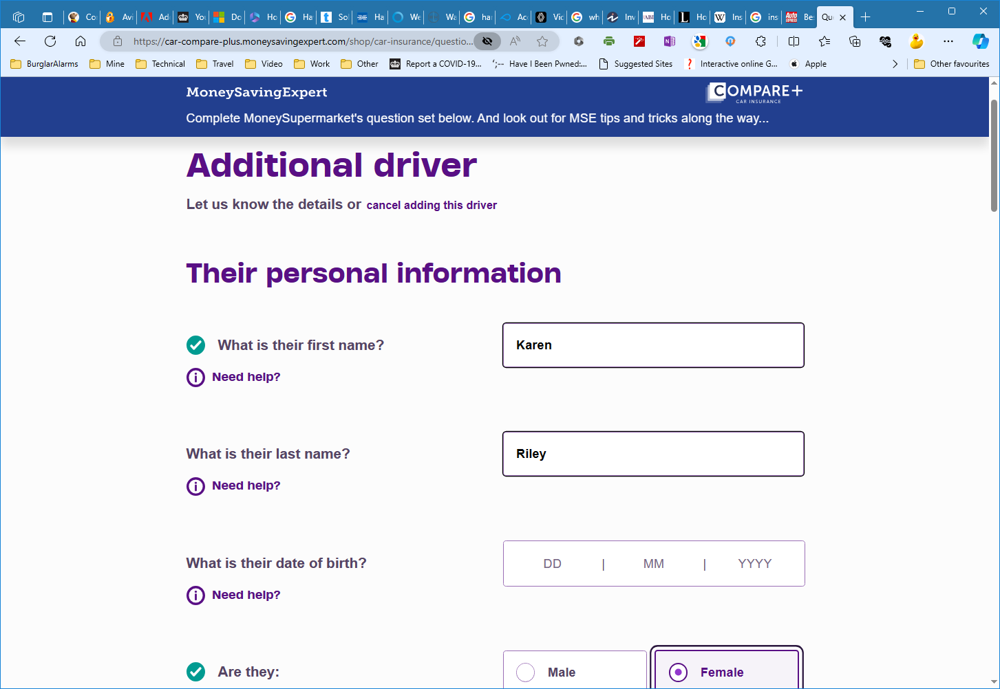 Co Avi Ad Yo Do Ho Ha Sol Ha We Wa har Acc Vic wh Inv Ho Ho Ins ins Be Qu
https://car-compare-plus.moneysavingexpert.com/shop/car-insurance/questio...
BurglarAlarms Mine Technical Travel Video Work Other Report a COVID-19... Have I Been Pwned:... Suggested Sites Interactive online G... Apple Other favourites
MoneySavingExpert
COMPARE+
CAR INSURANCE
Complete MoneySupermarket's question set below. And look out for MSE tips and tricks along the way...
Additional driver
Let us know the details or cancel adding this driver
Their personal information
What is their first name? Karen
Need help?
What is their last name? Riley
Need help?
What is their date of birth? DD | MM | YYYY
Need help?
Are they: Male Female